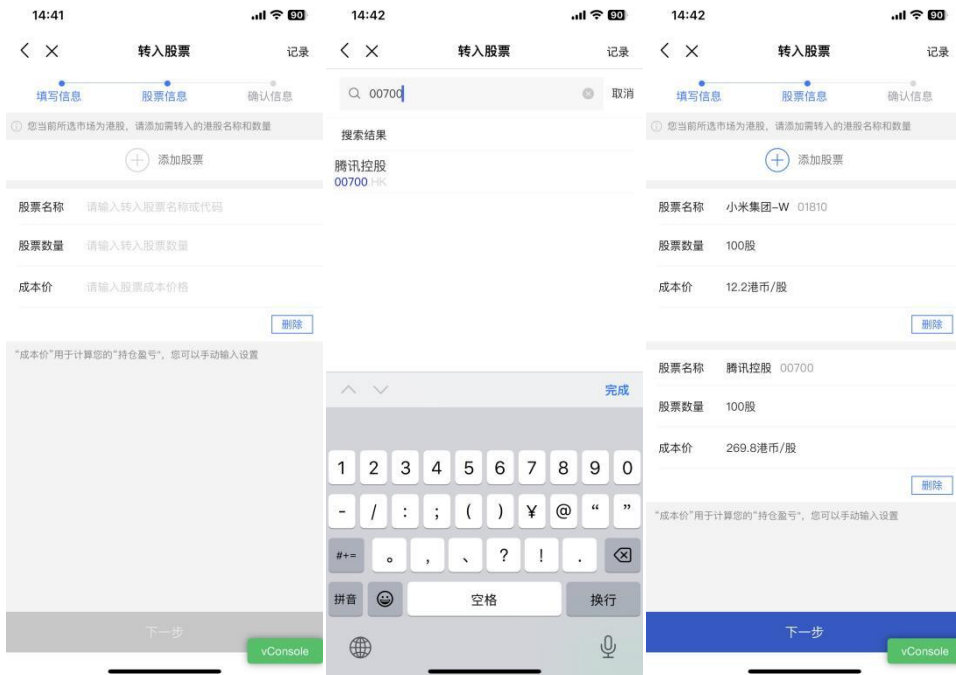 14:41
90
转入股票
记录
填写信息
股票信息
确认信息
您当前所选市场为港股，请添加需转入的港股名称和数量
添加股票
股票名称 请输入转入股票名称或代码
股票数量 请输入转入股票数量
成本价 请输入股票成本价格
删除
"成本价"用于计算您的"持仓盈亏"，您可以手动输入设置
下一步
vConsole
14:42
90
转入股票
记录
00700
取消
搜索结果
腾讯控股
00700 HK
完成
1 2 3 4 5 6 7 8 9 0
- / : ; ( ) ¥ @ “ ”
#+= 。 , 、 ? ! .
拼音 空格 换行
14:42
90
转入股票
记录
填写信息
股票信息
确认信息
您当前所选市场为港股，请添加需转入的港股名称和数量
添加股票
股票名称 小米集团-W 01810
股票数量 100股
成本价 12.2港币/股
删除
股票名称 腾讯控股 00700
股票数量 100股
成本价 269.8港币/股
删除
"成本价"用于计算您的"持仓盈亏"，您可以手动输入设置
下一步
vConsole